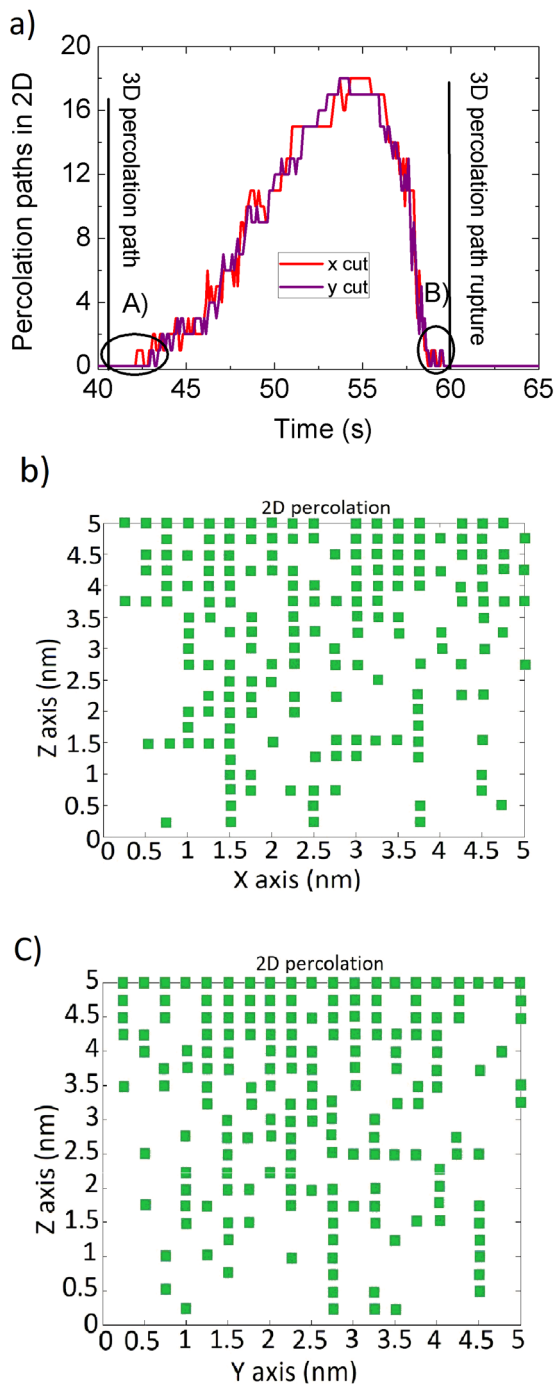 a)
Percolation paths in 2D
20
16
12
8
4
0
3D percolation path
3D percolation path rupture
x cut
y cut
A)
B)
40 45 50 55 60 65
Time (s)
b)
2D percolation
Z axis (nm)
5
4.5
4
3.5
3
2.5
2
1.5
1
0.5
0
0 0.5 1 1.5 2 2.5 3 3.5 4 4.5 5
X axis (nm)
C)
2D percolation
Z axis (nm)
5
4.5
4
3.5
3
2.5
2
1.5
1
0.5
0
0 0.5 1 1.5 2 2.5 3 3.5 4 4.5 5
Y axis (nm)